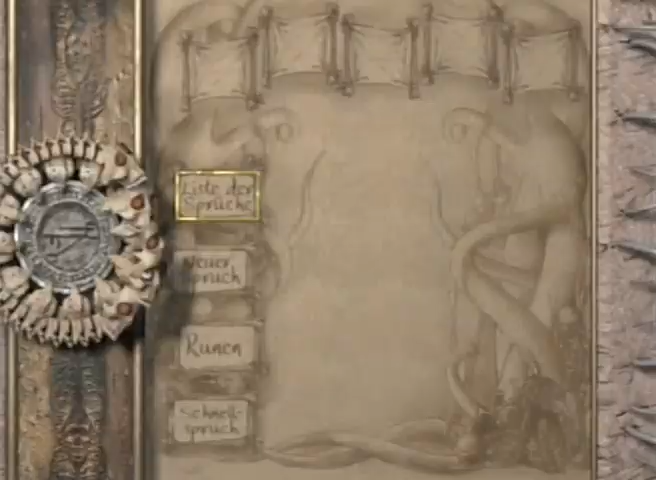 Liste der
Sprüche
Neuer
Spruch
Runen
Schnell-
spruch